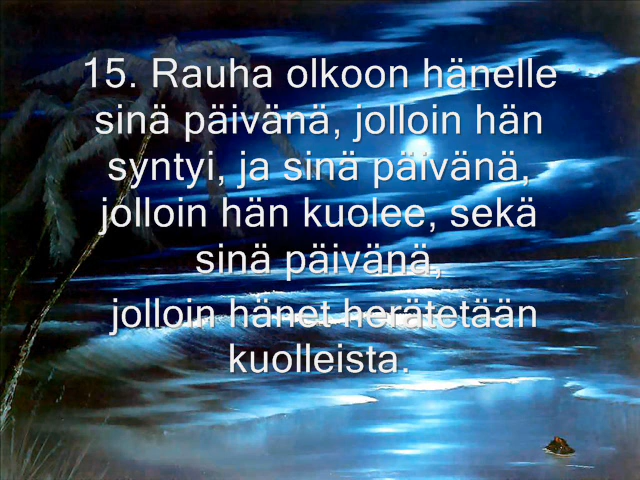 15. Rauha olkoon hänelle
sinä päivänä, jolloin hän
syntyi, ja sinä päivänä,
jolloin hän kuolee, sekä
sinä päivänä,
jolloin hänet herätetään
kuolleista.